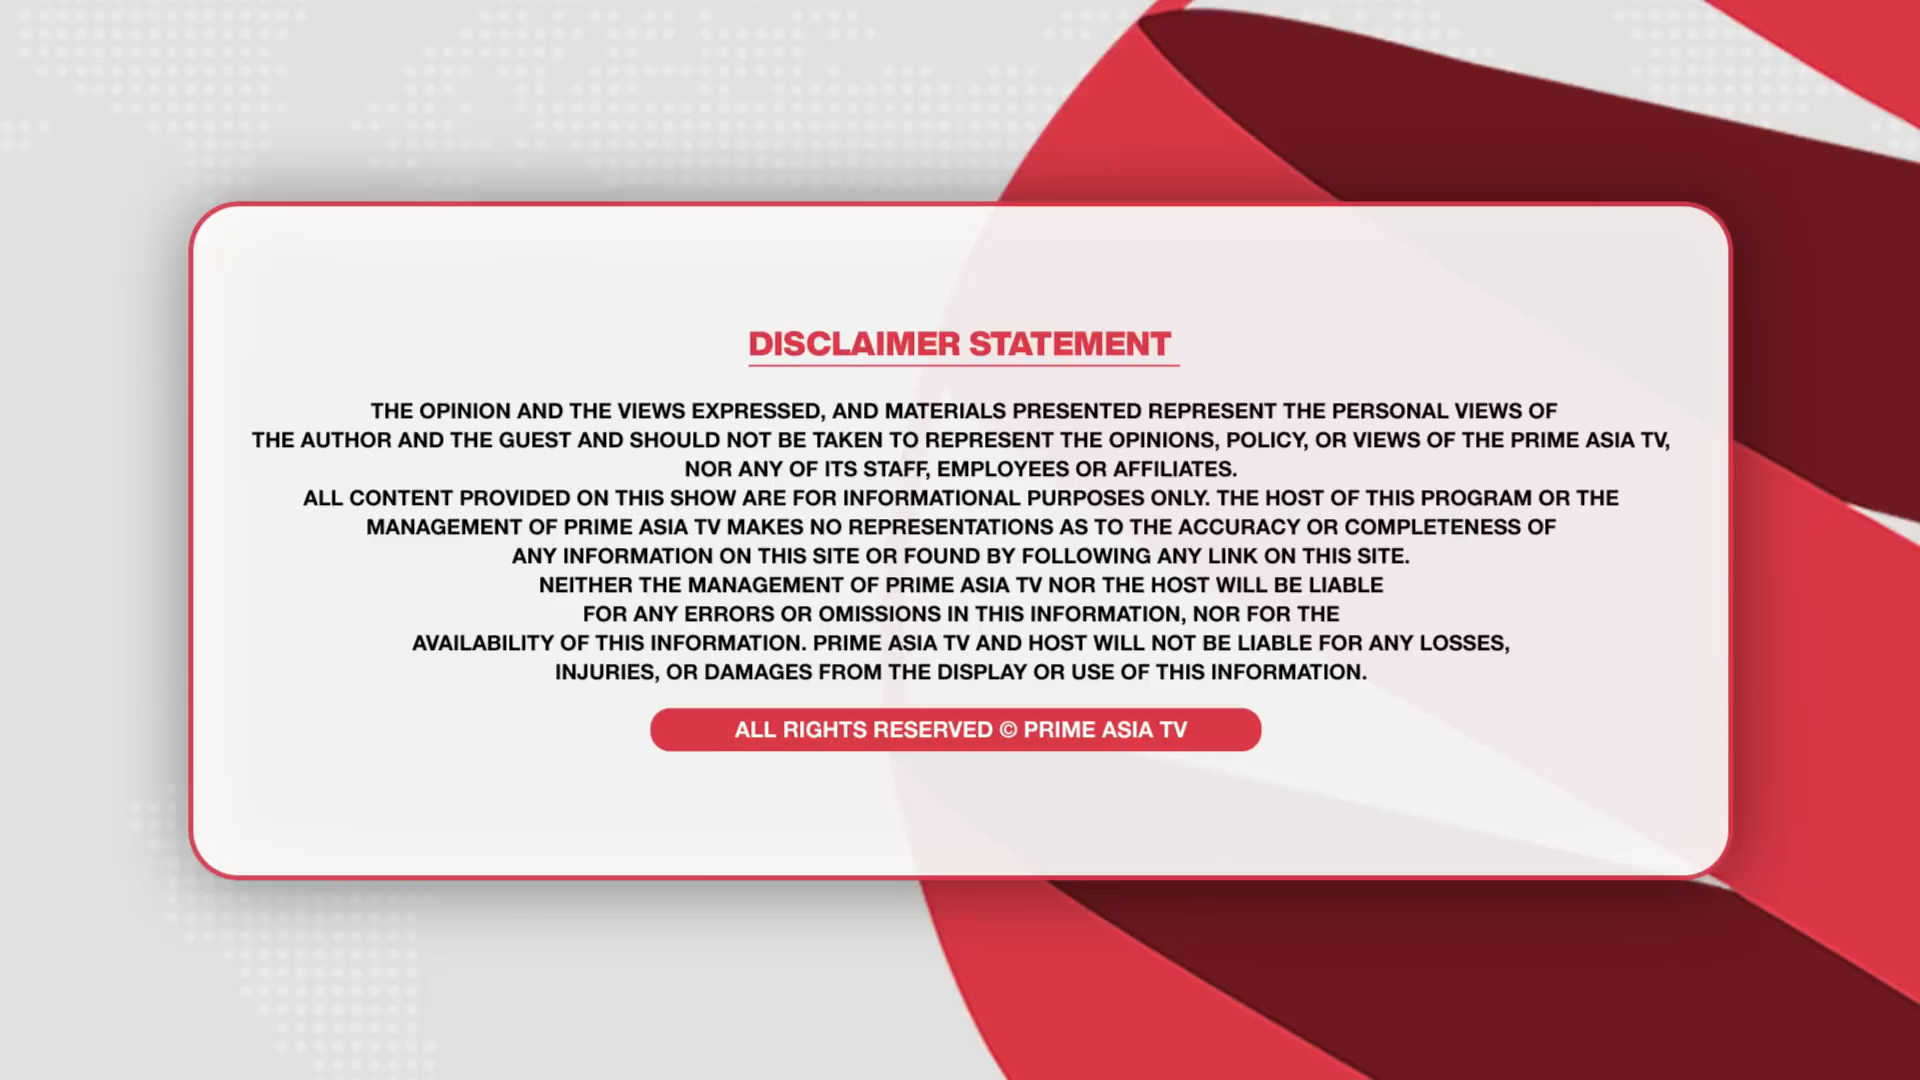 DISCLAIMER STATEMENT
THE OPINION AND THE VIEWS EXPRESSED, AND MATERIALS PRESENTED REPRESENT THE PERSONAL VIEWS OF
THE AUTHOR AND THE GUEST AND SHOULD NOT BE TAKEN TO REPRESENT THE OPINIONS, POLICY, OR VIEWS OF THE PRIME ASIA TV,
NOR ANY OF ITS STAFF, EMPLOYEES OR AFFILIATES.
ALL CONTENT PROVIDED ON THIS SHOW ARE FOR INFORMATIONAL PURPOSES ONLY. THE HOST OF THIS PROGRAM OR THE
MANAGEMENT OF PRIME ASIA TV MAKES NO REPRESENTATIONS AS TO THE ACCURACY OR COMPLETENESS OF
ANY INFORMATION ON THIS SITE OR FOUND BY FOLLOWING ANY LINK ON THIS SITE.
NEITHER THE MANAGEMENT OF PRIME ASIA TV NOR THE HOST WILL BE LIABLE
FOR ANY ERRORS OR OMISSIONS IN THIS INFORMATION, NOR FOR THE
AVAILABILITY OF THIS INFORMATION. PRIME ASIA TV AND HOST WILL NOT BE LIABLE FOR ANY LOSSES,
INJURIES, OR DAMAGES FROM THE DISPLAY OR USE OF THIS INFORMATION.
ALL RIGHTS RESERVED © PRIME ASIA TV